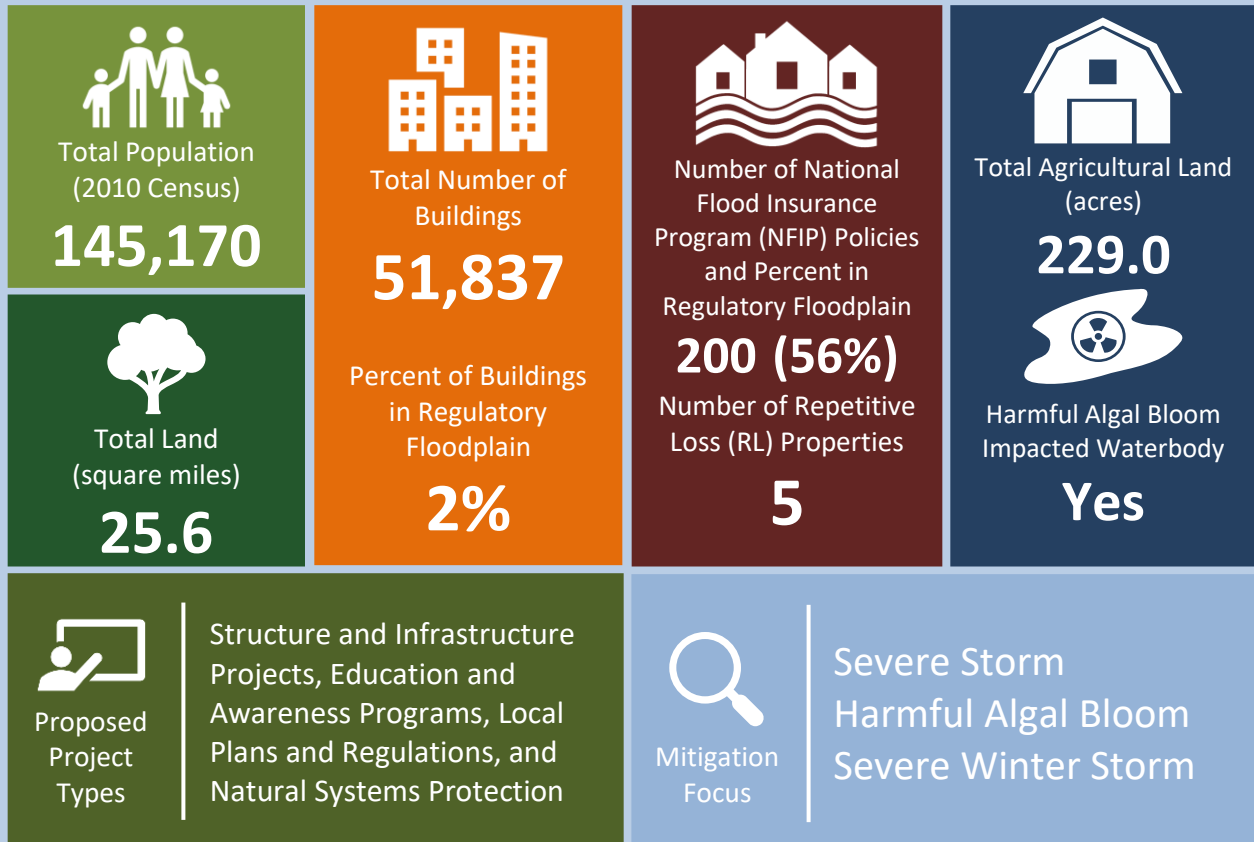 Total Population
(2010 Census)
145,170
Total Land
(square miles)
25.6
Total Number of
Buildings
51,837
Percent of Buildings
in Regulatory
Floodplain
2%
Number of National
Flood Insurance
Program (NFIP) Policies
and Percent in
Regulatory Floodplain
200 (56%)
Number of Repetitive
Loss (RL) Properties
5
Total Agricultural Land
(acres)
229.0
Harmful Algal Bloom
Impacted Waterbody
Yes
Proposed
Project
Types
Structure and Infrastructure
Projects, Education and
Awareness Programs, Local
Plans and Regulations, and
Natural Systems Protection
Mitigation
Focus
Severe Storm
Harmful Algal Bloom
Severe Winter Storm